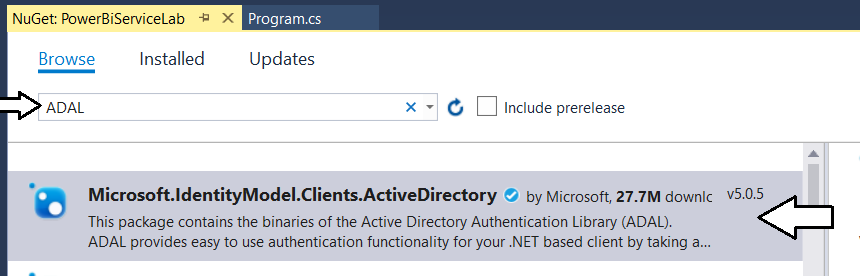 NuGet: PowerBiServiceLab Program.cs
Browse Installed Updates
ADAL Include prerelease
Microsoft.IdentityModel.Clients.ActiveDirectory by Microsoft, 27.7M downlc v5.0.5
This package contains the binaries of the Active Directory Authentication Library (ADAL).
ADAL provides easy to use authentication functionality for your .NET based client by taking a...